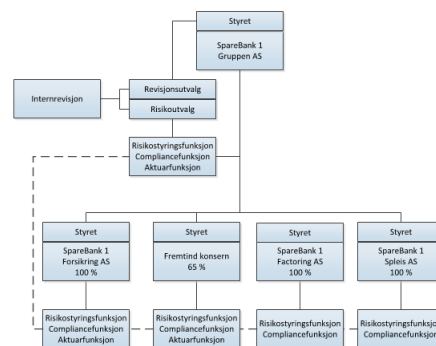 Styret
SpareBank 1
Gruppen AS
Internrevisjon
Revisjonsutvalg
Risikoutvalg
Risikostyringsfunksjon
Compliancefunksjon
Aktuarfunksjon
Styret
SpareBank 1
Forsikring AS
100 %
Styret
Fremtind konsern
65 %
Styret
SpareBank 1
Factoring AS
100 %
Styret
SpareBank 1
Spleis AS
100 %
Risikostyringsfunksjon
Compliancefunksjon
Aktuarfunksjon
Risikostyringsfunksjon
Compliancefunksjon
Aktuarfunksjon
Risikostyringsfunksjon
Compliancefunksjon
Risikostyringsfunksjon
Compliancefunksjon